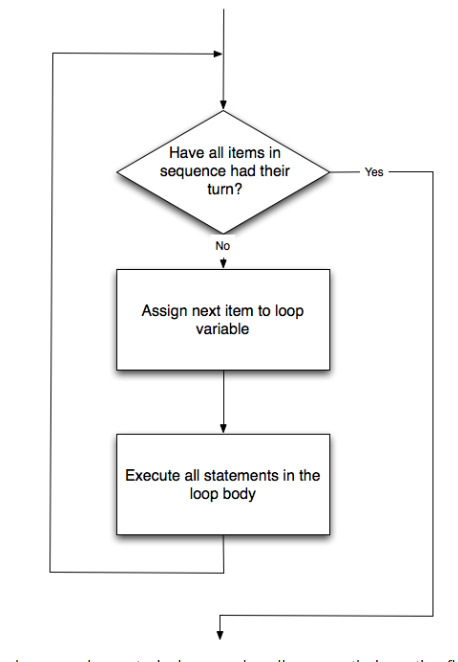 Have all items in
sequence had their
turn?
Yes
No
Assign next item to loop
variable
Execute all statements in the
loop body